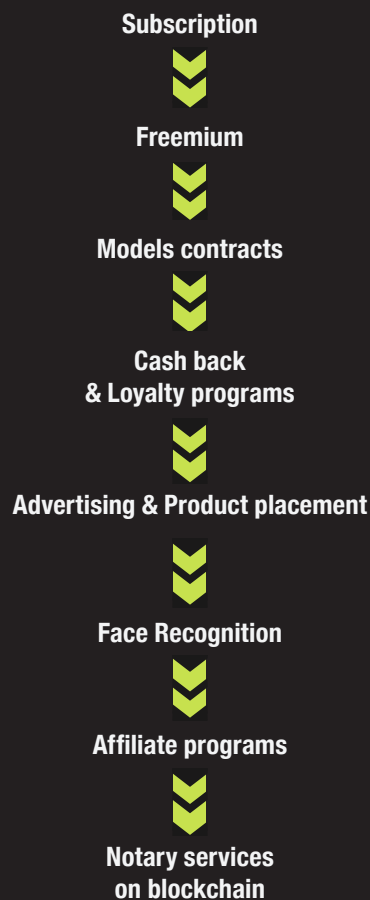 Subscription
Freemium
Models contracts
Cash back
& Loyalty programs
Advertising & Product placement
Face Recognition
Affiliate programs
Notary services
on blockchain